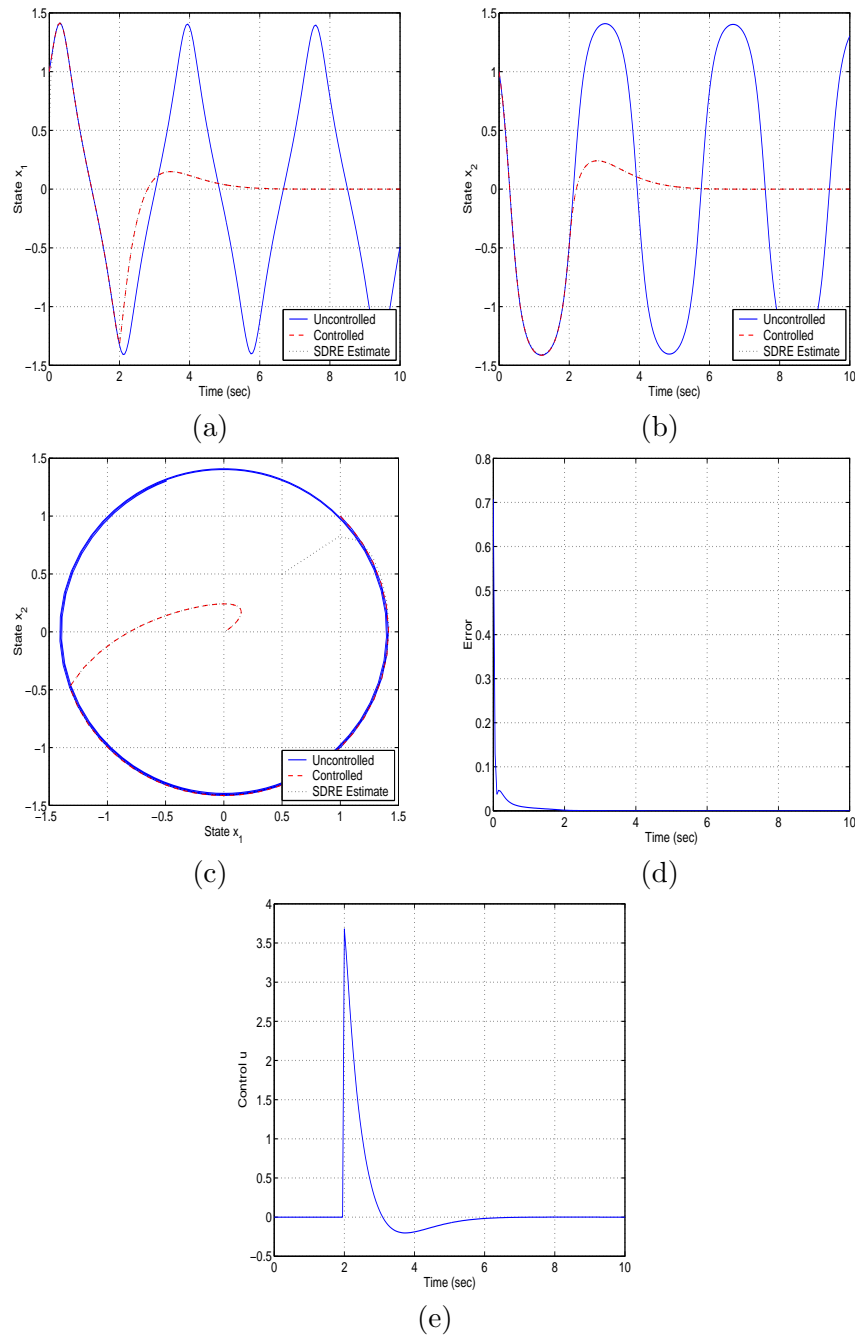 1.5
1
0.5
0
−0.5
−1
−1.5
State x1
0 2 4 6 8 10
Time (sec)
Uncontrolled
Controlled
SDRE Estimate
(a)
1.5
1
0.5
0
−0.5
−1
−1.5
State x2
0 2 4 6 8 10
Time (sec)
Uncontrolled
Controlled
SDRE Estimate
(b)
1.5
1
0.5
0
−0.5
−1
−1.5
State x2
−1.5 −1 −0.5 0 0.5 1 1.5
State x1
Uncontrolled
Controlled
SDRE Estimate
(c)
0.8
0.7
0.6
0.5
0.4
0.3
0.2
0.1
0
Error
0 2 4 6 8 10
Time (sec)
(d)
4
3.5
3
2.5
2
1.5
1
0.5
0
−0.5
Control u
0 2 4 6 8 10
Time (sec)
(e)